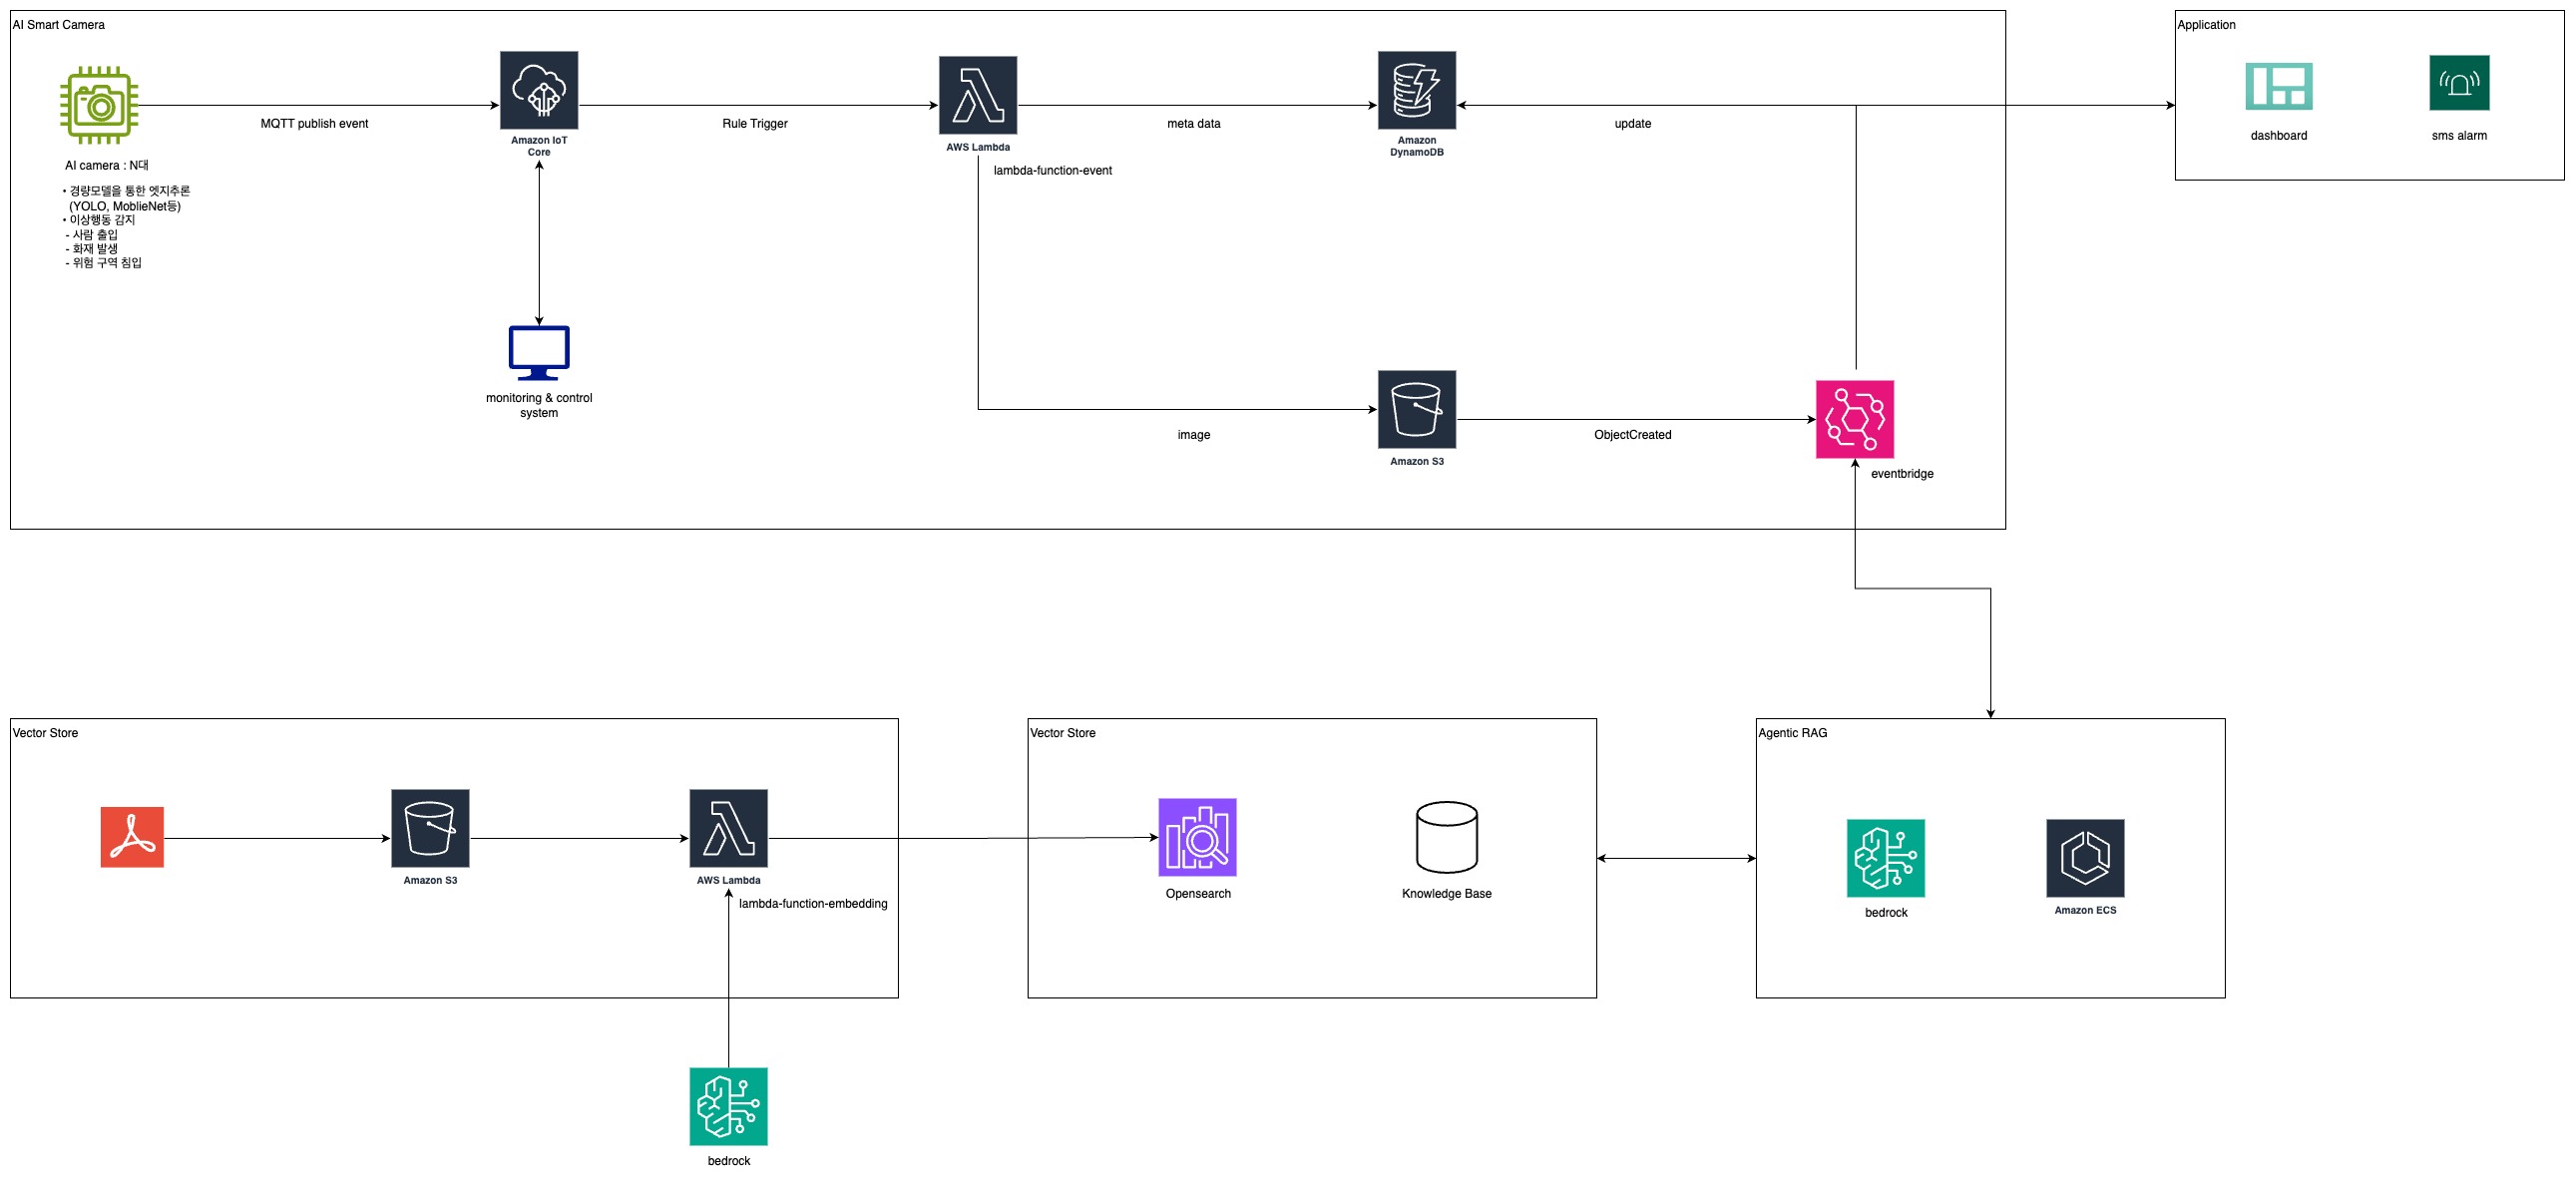 AI Smart Camera
Application
MQTT publish event
Amazon IoT
Core
Rule Trigger
AWS Lambda
lambda-function-event
meta data
Amazon
DynamoDB
update
dashboard
sms alarm
AI camera : N대
• 경량모델을 통한 엣지추론
(YOLO, MoblieNet등)
• 이상행동 감지
- 사람 출입
- 화재 발생
- 위험 구역 침입
monitoring & control
system
image
Amazon S3
ObjectCreated
eventbridge
Vector Store
Amazon S3
AWS Lambda
lambda-function-embedding
bedrock
Vector Store
Opensearch
Knowledge Base
Agentic RAG
bedrock
Amazon ECS